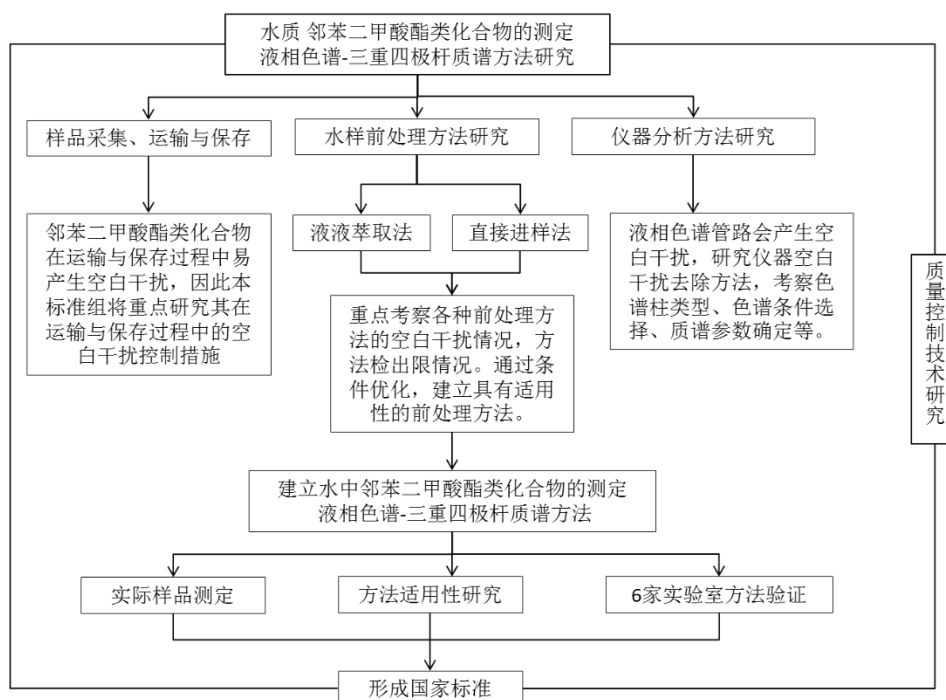 水质 邻苯二甲酸酯类化合物的测定
液相色谱-三重四极杆质谱方法研究
样品采集、运输与保存
水样前处理方法研究
仪器分析方法研究
邻苯二甲酸酯类化合物
在运输与保存过程中易
产生空白干扰，因此本
标准组将重点研究其在
运输与保存过程中的空
白干扰控制措施
液液萃取法
直接进样法
液相色谱管路会产生空
白干扰，研究仪器空白
干扰去除方法，考察色
谱柱类型、色谱条件选
择、质谱参数确定等。
重点考察各种前处理方法
的空白干扰情况，方
法检出限情况。通过条
件优化，建立具有适用
性的前处理方法。
质量控制技术研究
建立水中邻苯二甲酸酯类化合物的测定
液相色谱-三重四极杆质谱方法
实际样品测定
方法适用性研究
6家实验室方法验证
形成国家标准